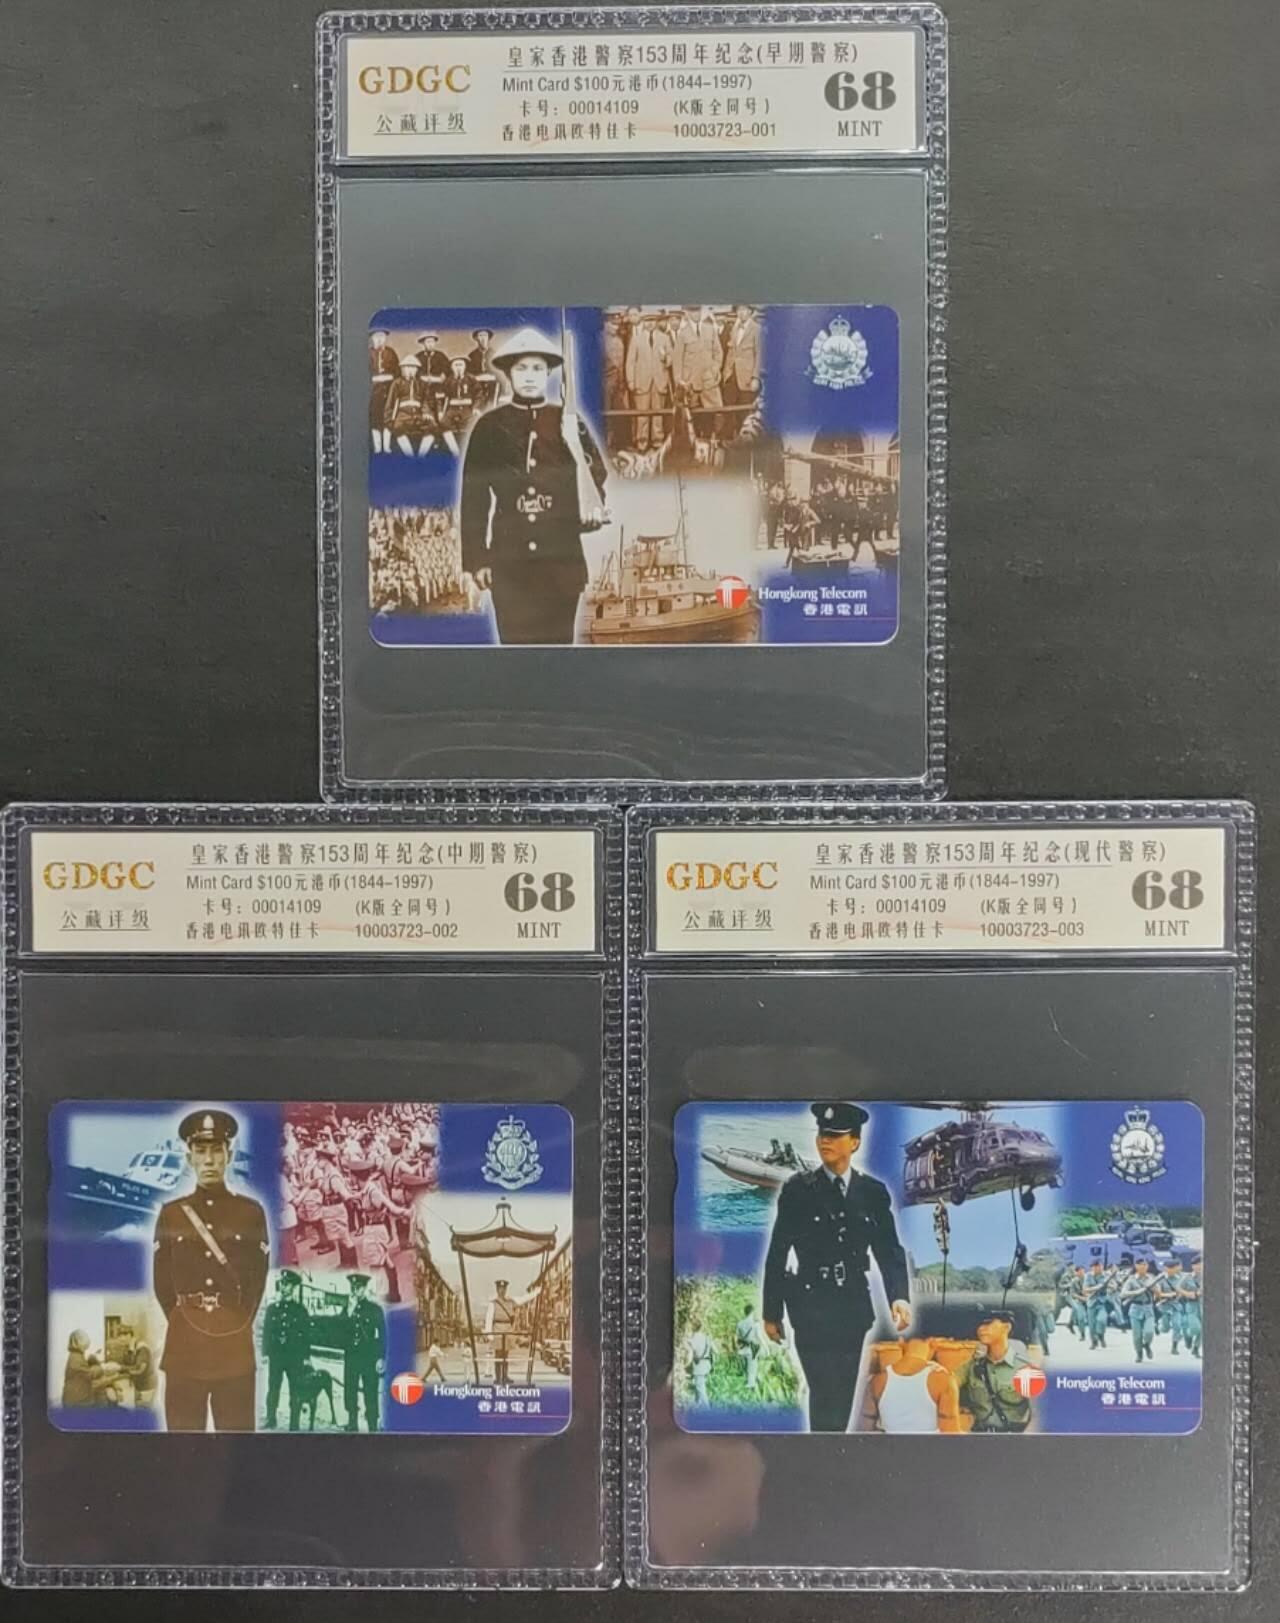 GDGC
公藏评级
皇家香港警察153周年纪念(早期警察)
Mint Card $100元港币(1844-1997)
卡号：00014109 (K版全同号)
香港电讯欧特佳卡 10003723-001
68
MINT
Hongkong Telecom
香港電訊
GDGC
公藏评级
皇家香港警察153周年纪念(中期警察)
Mint Card $100元港币(1844-1997)
卡号：00014109 (K版全同号)
香港电讯欧特佳卡 10003723-002
68
MINT
Hongkong Telecom
香港電訊
GDGC
公藏评级
皇家香港警察153周年纪念(现代警察)
Mint Card $100元港币(1844-1997)
卡号：00014109 (K版全同号)
香港电讯欧特佳卡 10003723-003
68
MINT
Hongkong Telecom
香港電訊